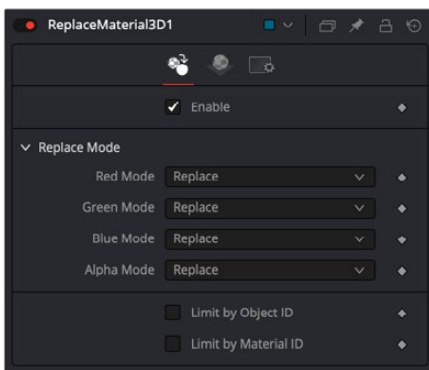 ReplaceMaterial3D1
Enable
Replace Mode
Red Mode Replace
Green Mode Replace
Blue Mode Replace
Alpha Mode Replace
Limit by Object ID
Limit by Material ID